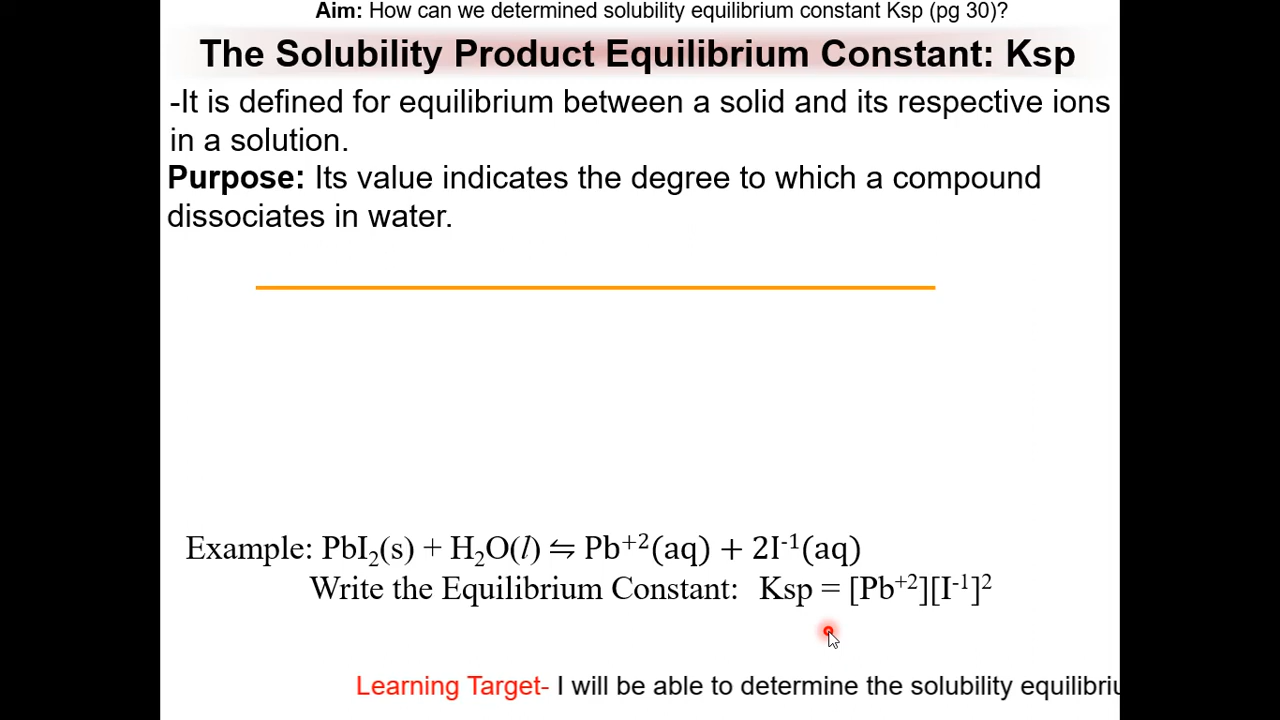 Aim: How can we determined solubility equilibrium constant Ksp (pg 30)?
The Solubility Product Equilibrium Constant: Ksp
-It is defined for equilibrium between a solid and its respective ions
in a solution.
Purpose: Its value indicates the degree to which a compound
dissociates in water.
Example: PbI₂(s) + H₂O(l) ⇋ Pb⁺²(aq) + 2I⁻¹(aq)
Write the Equilibrium Constant: Ksp = [Pb⁺²][I⁻¹]²
Learning Target- I will be able to determine the solubility equilibriu